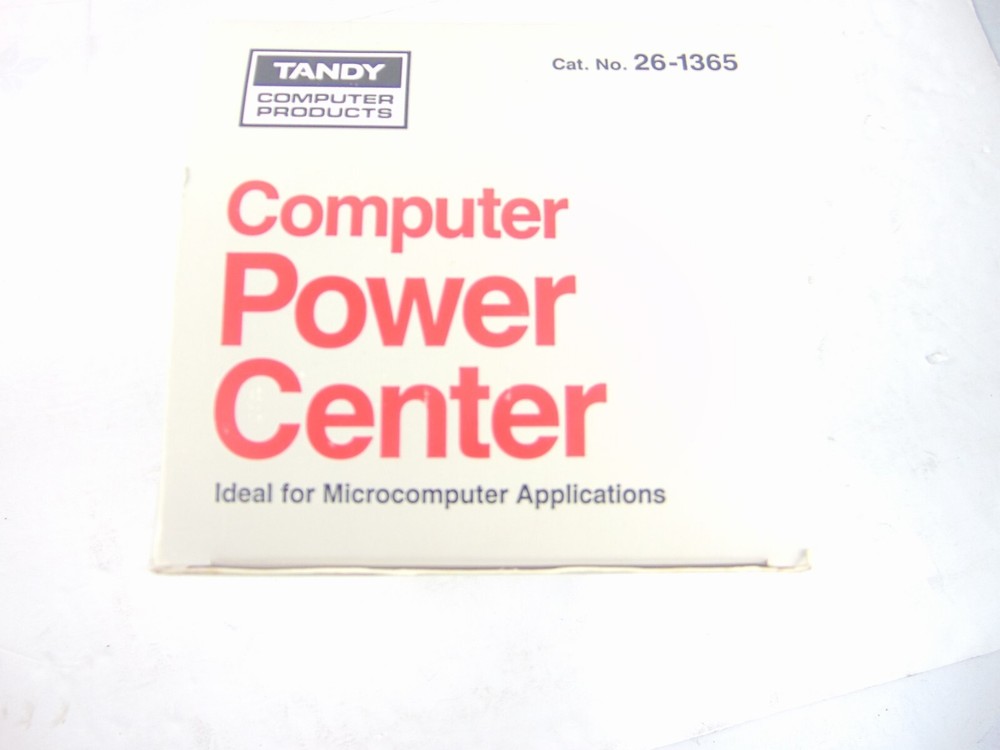 TANDY
COMPUTER
PRODUCTS
Cat. No. 26-1365
Computer
Power
Center
Ideal for Microcomputer Applications